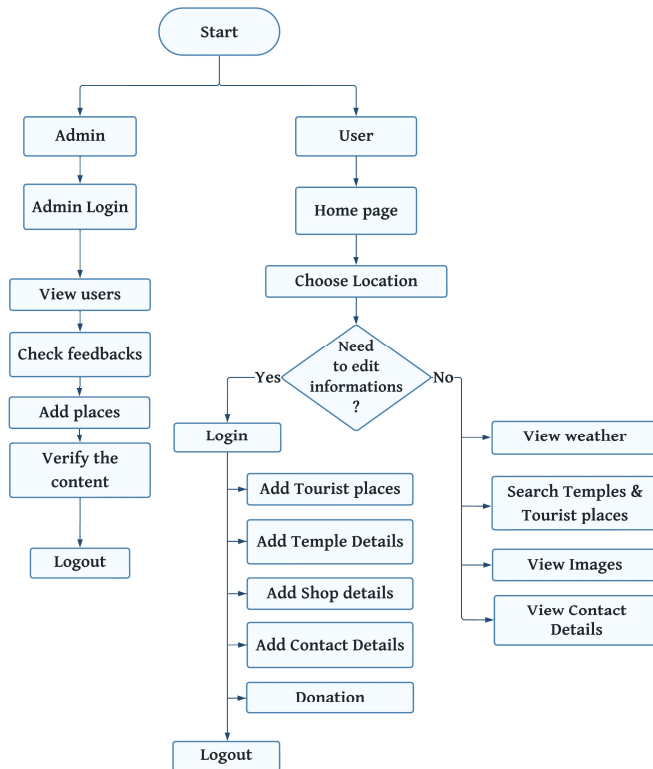 Start
Admin
User
Admin Login
Home page
Choose Location
View users
Check feedbacks
Need
to edit
informations
?
Yes
No
Add places
Login
View weather
Verify the
content
Add Tourist places
Search Temples &
Tourist places
Add Temple Details
Logout
View Images
Add Shop details
View Contact
Details
Add Contact Details
Donation
Logout